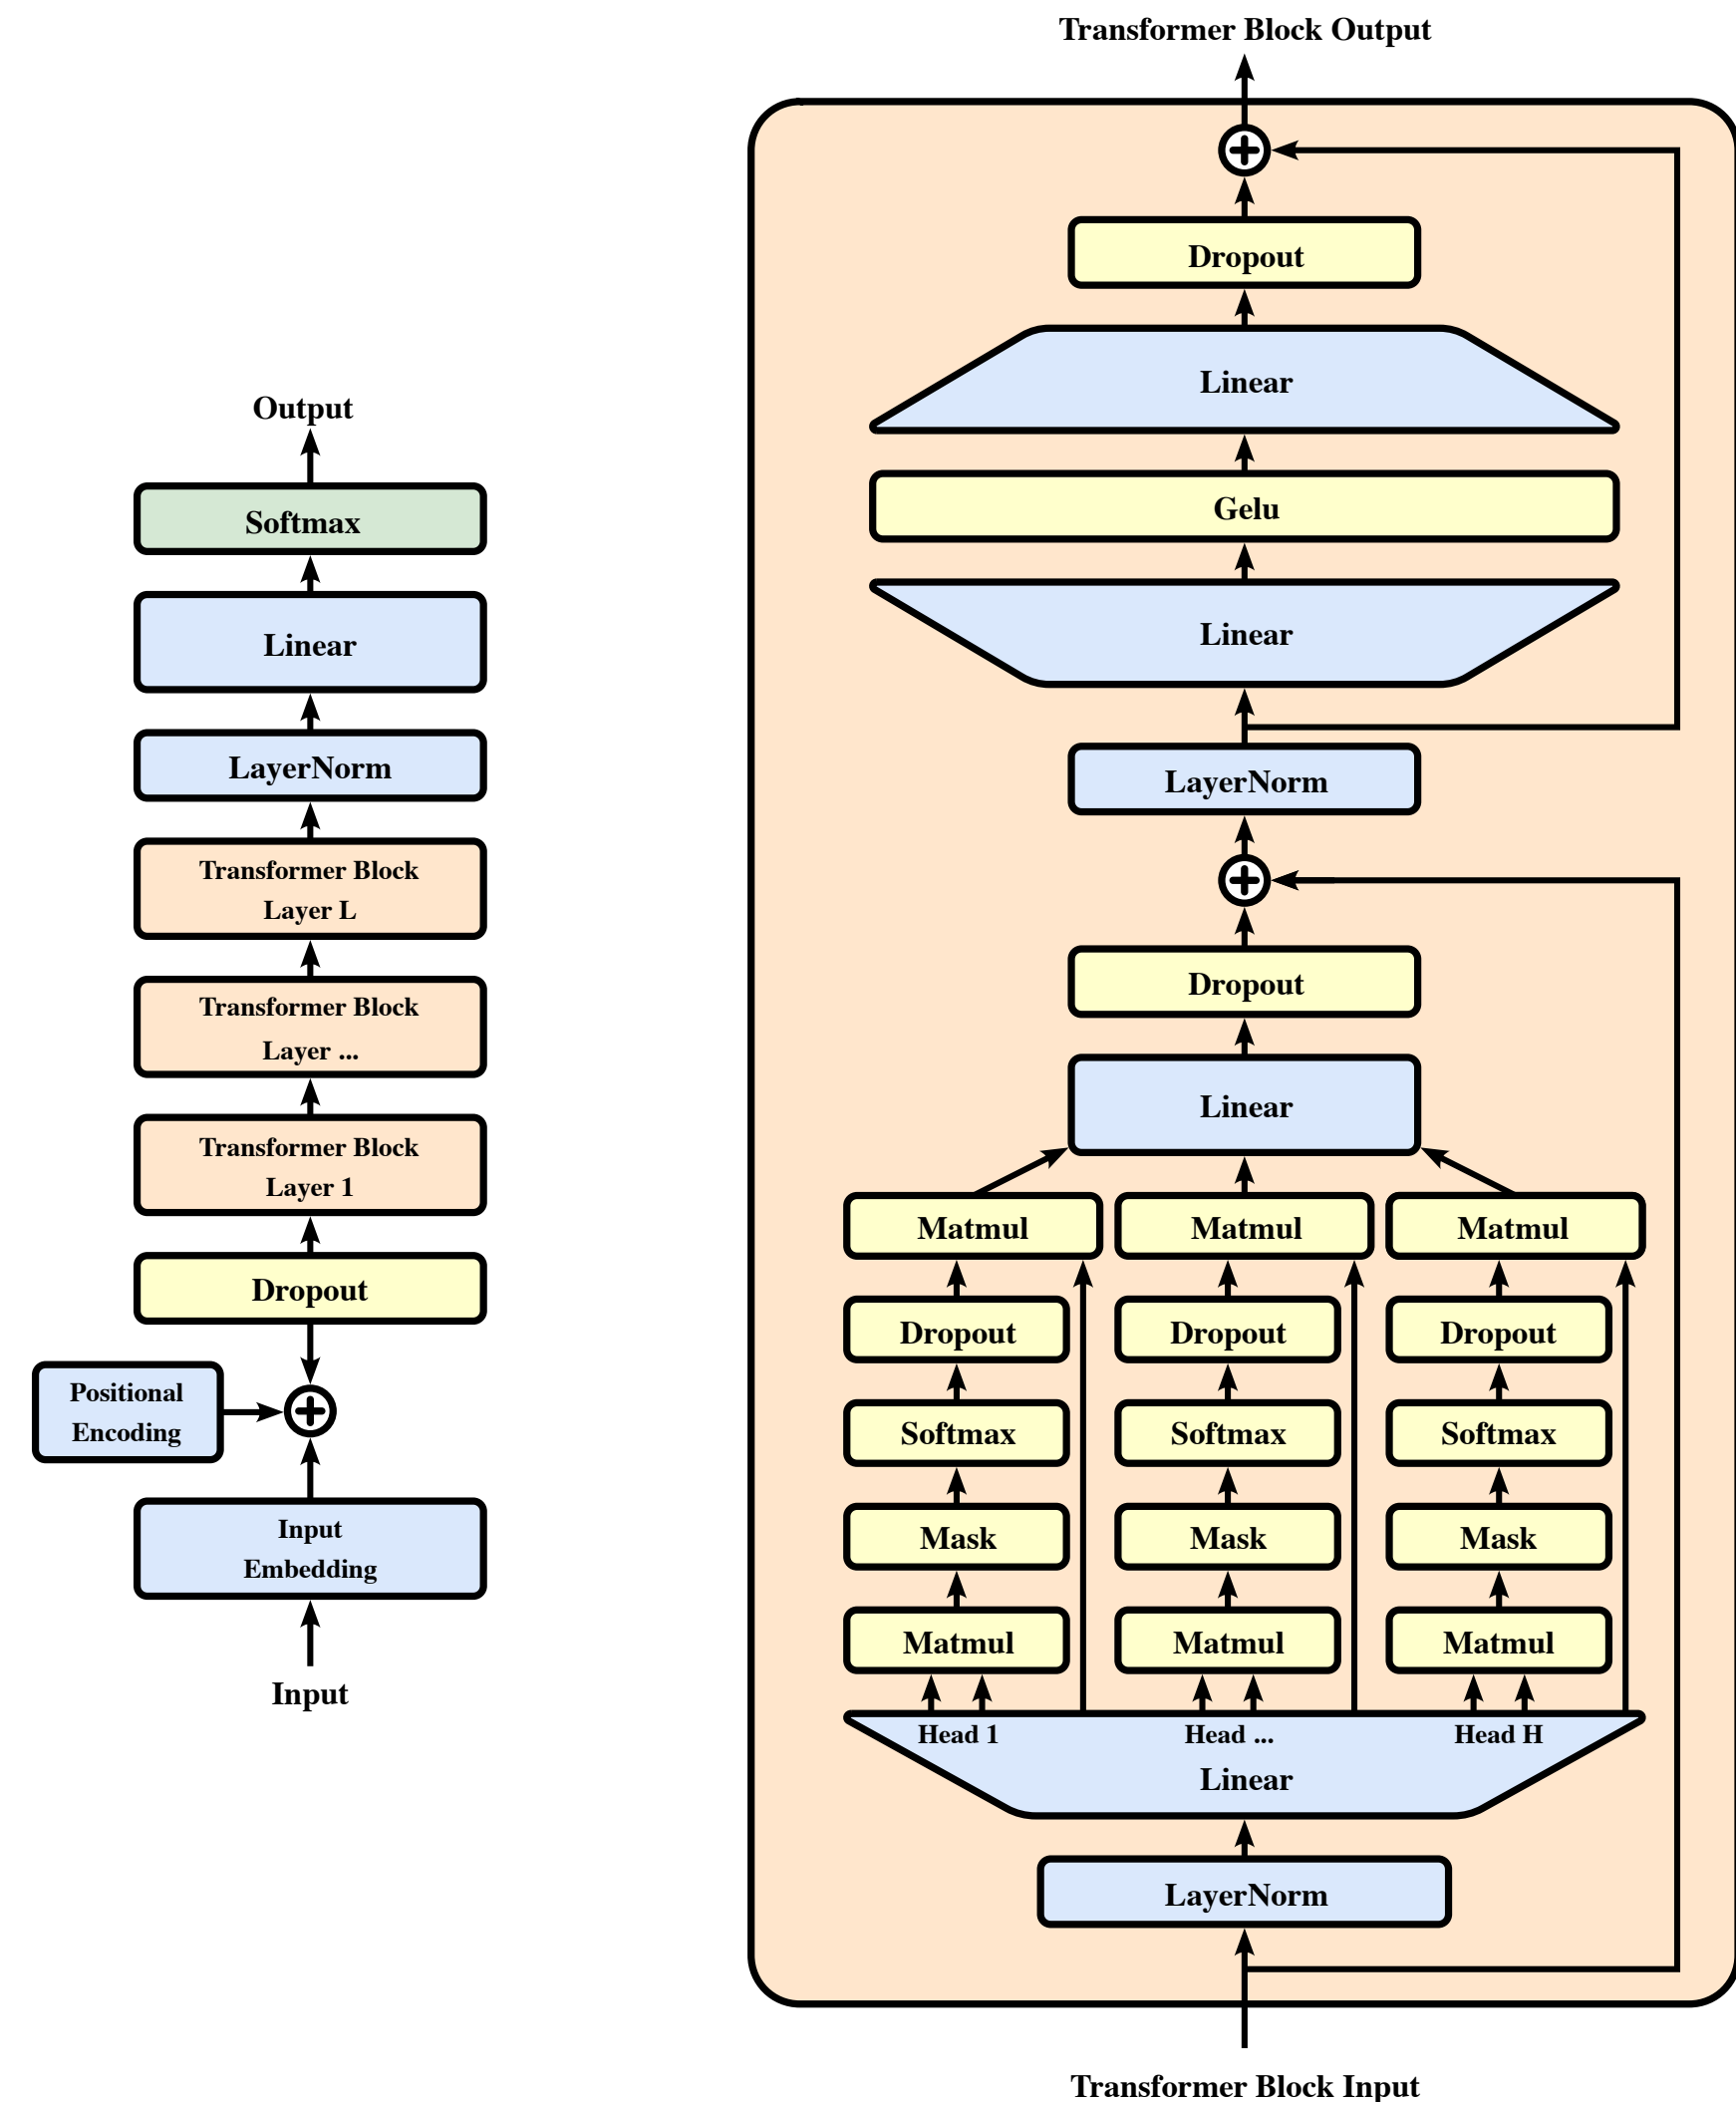 Output
Softmax
Linear
LayerNorm
Transformer Block
Layer L
Transformer Block
Layer ...
Transformer Block
Layer 1
Dropout
Positional
Encoding
Input
Embedding
Input
Transformer Block Output
Dropout
Linear
Gelu
Linear
LayerNorm
Dropout
Linear
Matmul Matmul Matmul
Dropout Dropout Dropout
Softmax Softmax Softmax
Mask Mask Mask
Matmul Matmul Matmul
Head 1 Head ... Head H
Linear
LayerNorm
Transformer Block Input